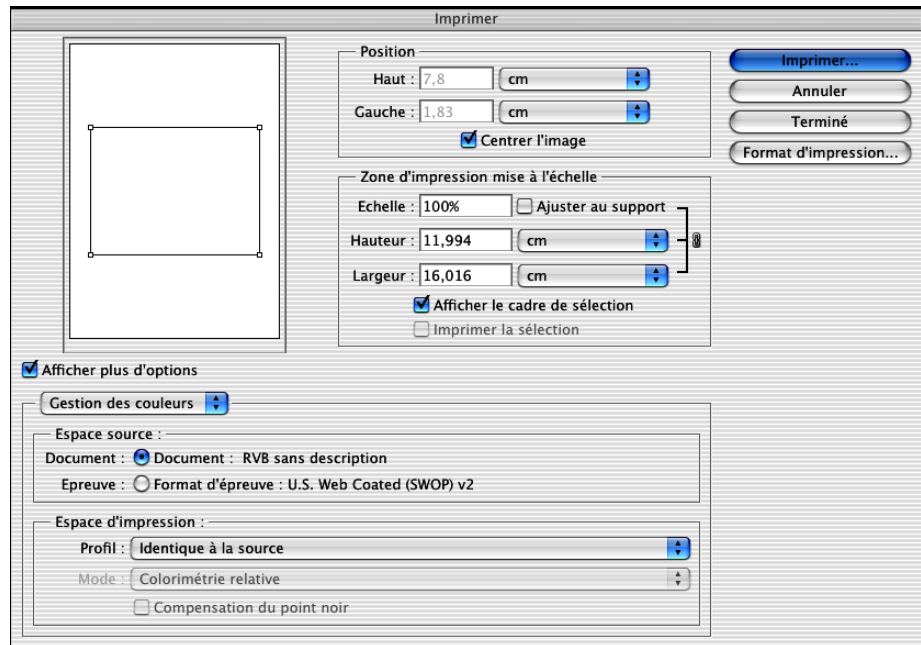 Imprimer
Position
Haut : 7,8 cm
Gauche : 1,83 cm
Centrer l'image
Imprimer...
Annuler
Terminé
Format d'impression...
Zone d'impression mise à l'échelle
Echelle : 100% Ajuster au support
Hauteur : 11,994 cm
Largeur : 16,016 cm
Afficher le cadre de sélection
Imprimer la sélection
Afficher plus d'options
Gestion des couleurs
Espace source :
Document : Document : RVB sans description
Epreuve : Format d'épreuve : U.S. Web Coated (SWOP) v2
Espace d'impression :
Profil : Identique à la source
Mode : Colorimétrie relative
Compensation du point noir